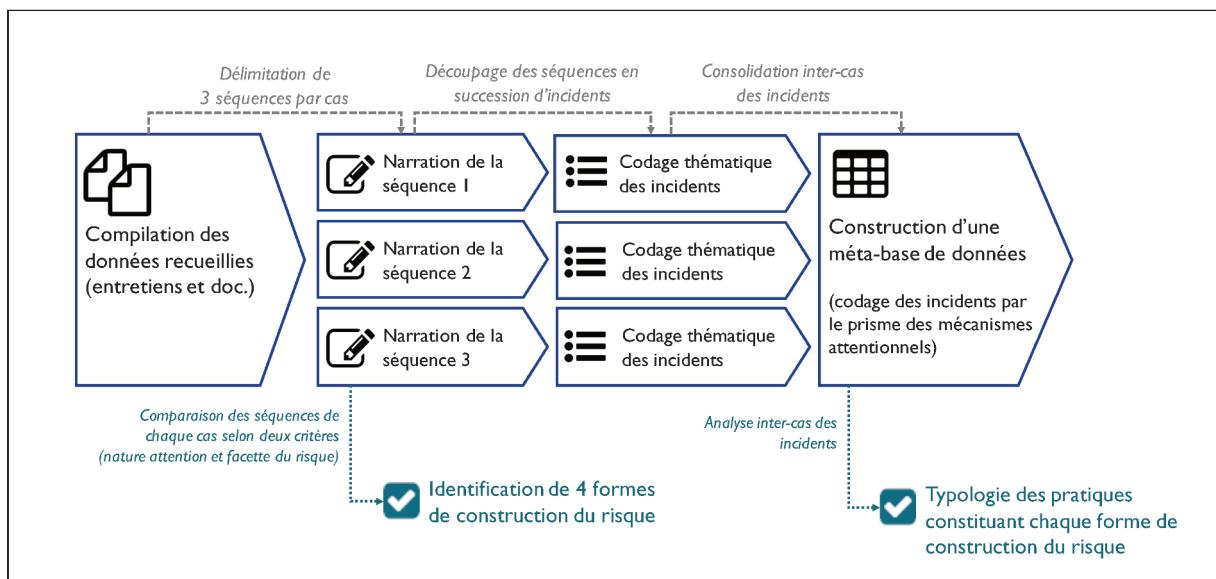 Délimitation de
3 séquences par cas
Découpage des séquences en
succession d'incidents
Consolidation inter-cas
des incidents
Compilation des
données recueillies
(entretiens et doc.)
Narration de la
séquence 1
Codage thématique
des incidents
Narration de la
séquence 2
Codage thématique
des incidents
Narration de la
séquence 3
Codage thématique
des incidents
Construction d'une
méta-base de données
(codage des incidents par
le prisme des mécanismes
attentionnels)
Comparaison des séquences de
chaque cas selon deux critères
(nature attention et facette du risque)
Identification de 4 formes
de construction du risque
Analyse inter-cas des
incidents
Typologie des pratiques
constituant chaque forme de
construction du risque